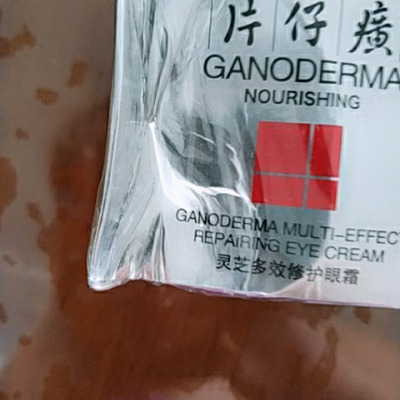 片仔癀
GANODERMA
NOURISHING
GANODERMA MULTI-EFFECT
REPAIRING EYE CREAM
灵芝多效修护眼霜